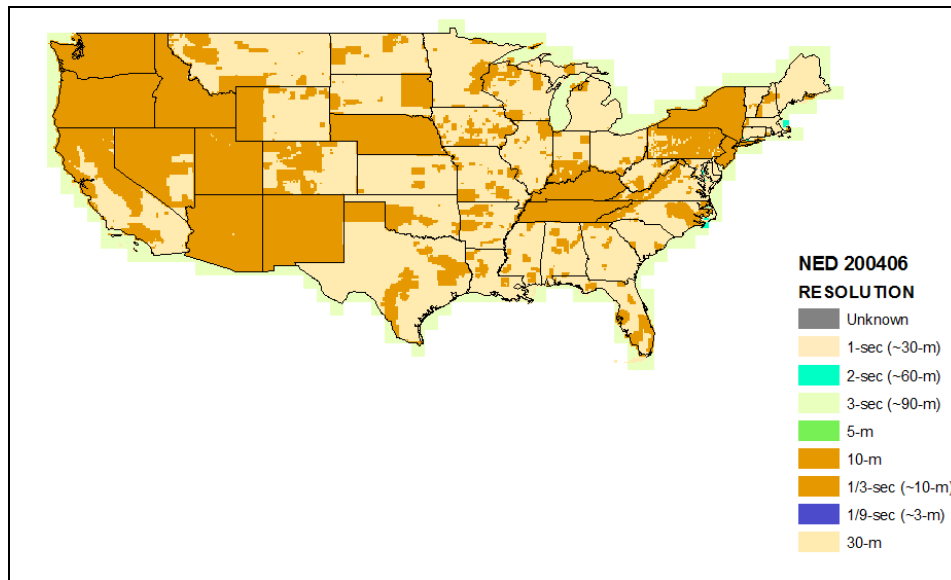 NED 200406
RESOLUTION
Unknown
1-sec (~30-m)
2-sec (~60-m)
3-sec (~90-m)
5-m
10-m
1/3-sec (~10-m)
1/9-sec (~3-m)
30-m